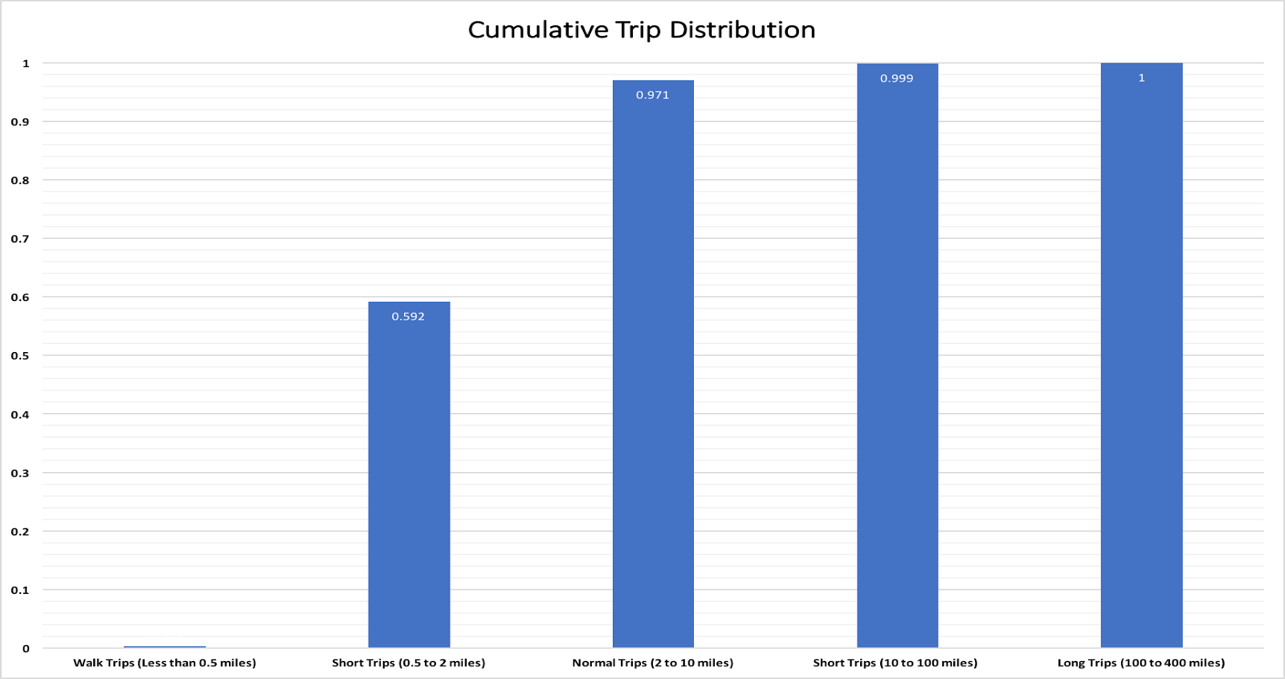 Cumulative Trip Distribution
1
0.9
0.8
0.7
0.6
0.5
0.4
0.3
0.2
0.1
0
0.592
0.971
0.999
1
Walk Trips (Less than 0.5 miles)
Short Trips (0.5 to 2 miles)
Normal Trips (2 to 10 miles)
Short Trips (10 to 100 miles)
Long Trips (100 to 400 miles)